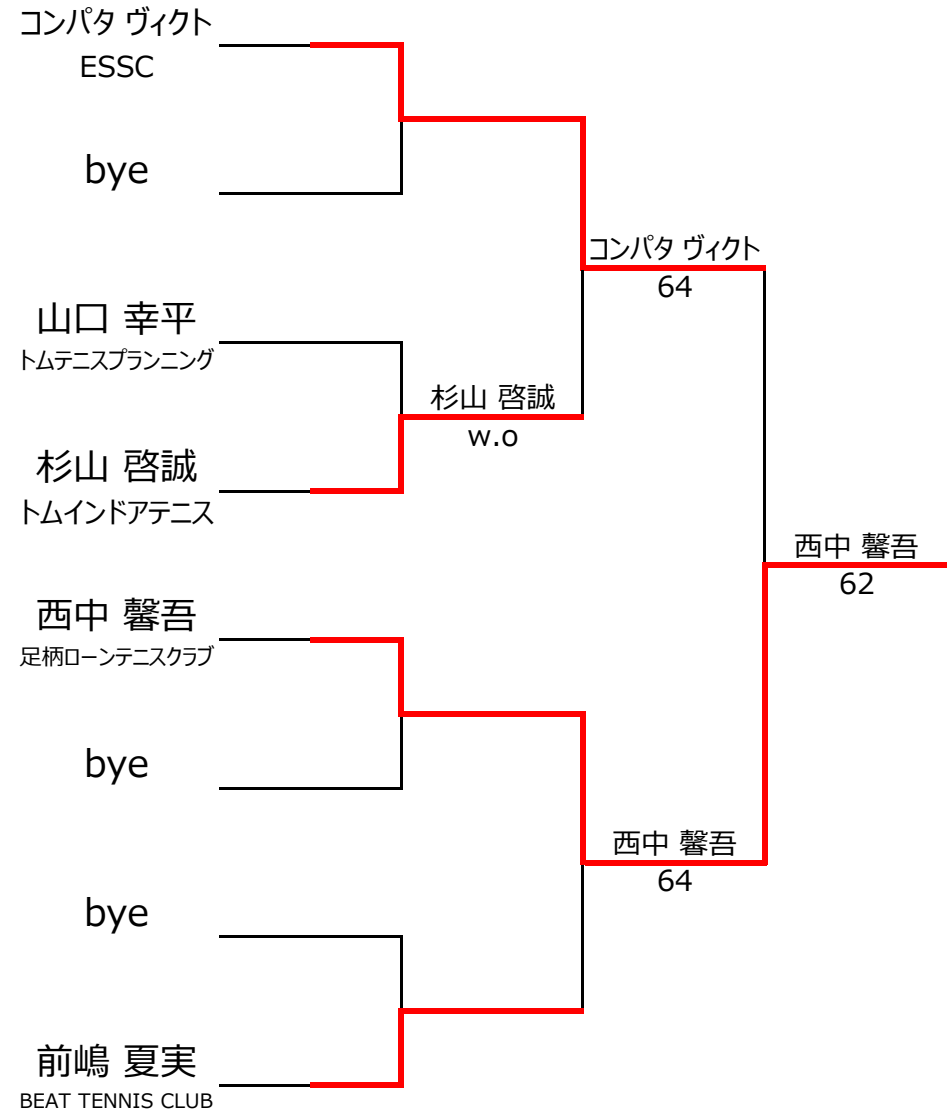 コンパタ ヴィクト
ESSC
bye
コンパタ ヴィクト
64
山口 幸平
トムテニスプランニング
杉山 啓誠
w.o
杉山 啓誠
トムインドアテニス
西中 馨吾
62
西中 馨吾
足柄ローンテニスクラブ
bye
西中 馨吾
64
bye
前嶋 夏実
BEAT TENNIS CLUB